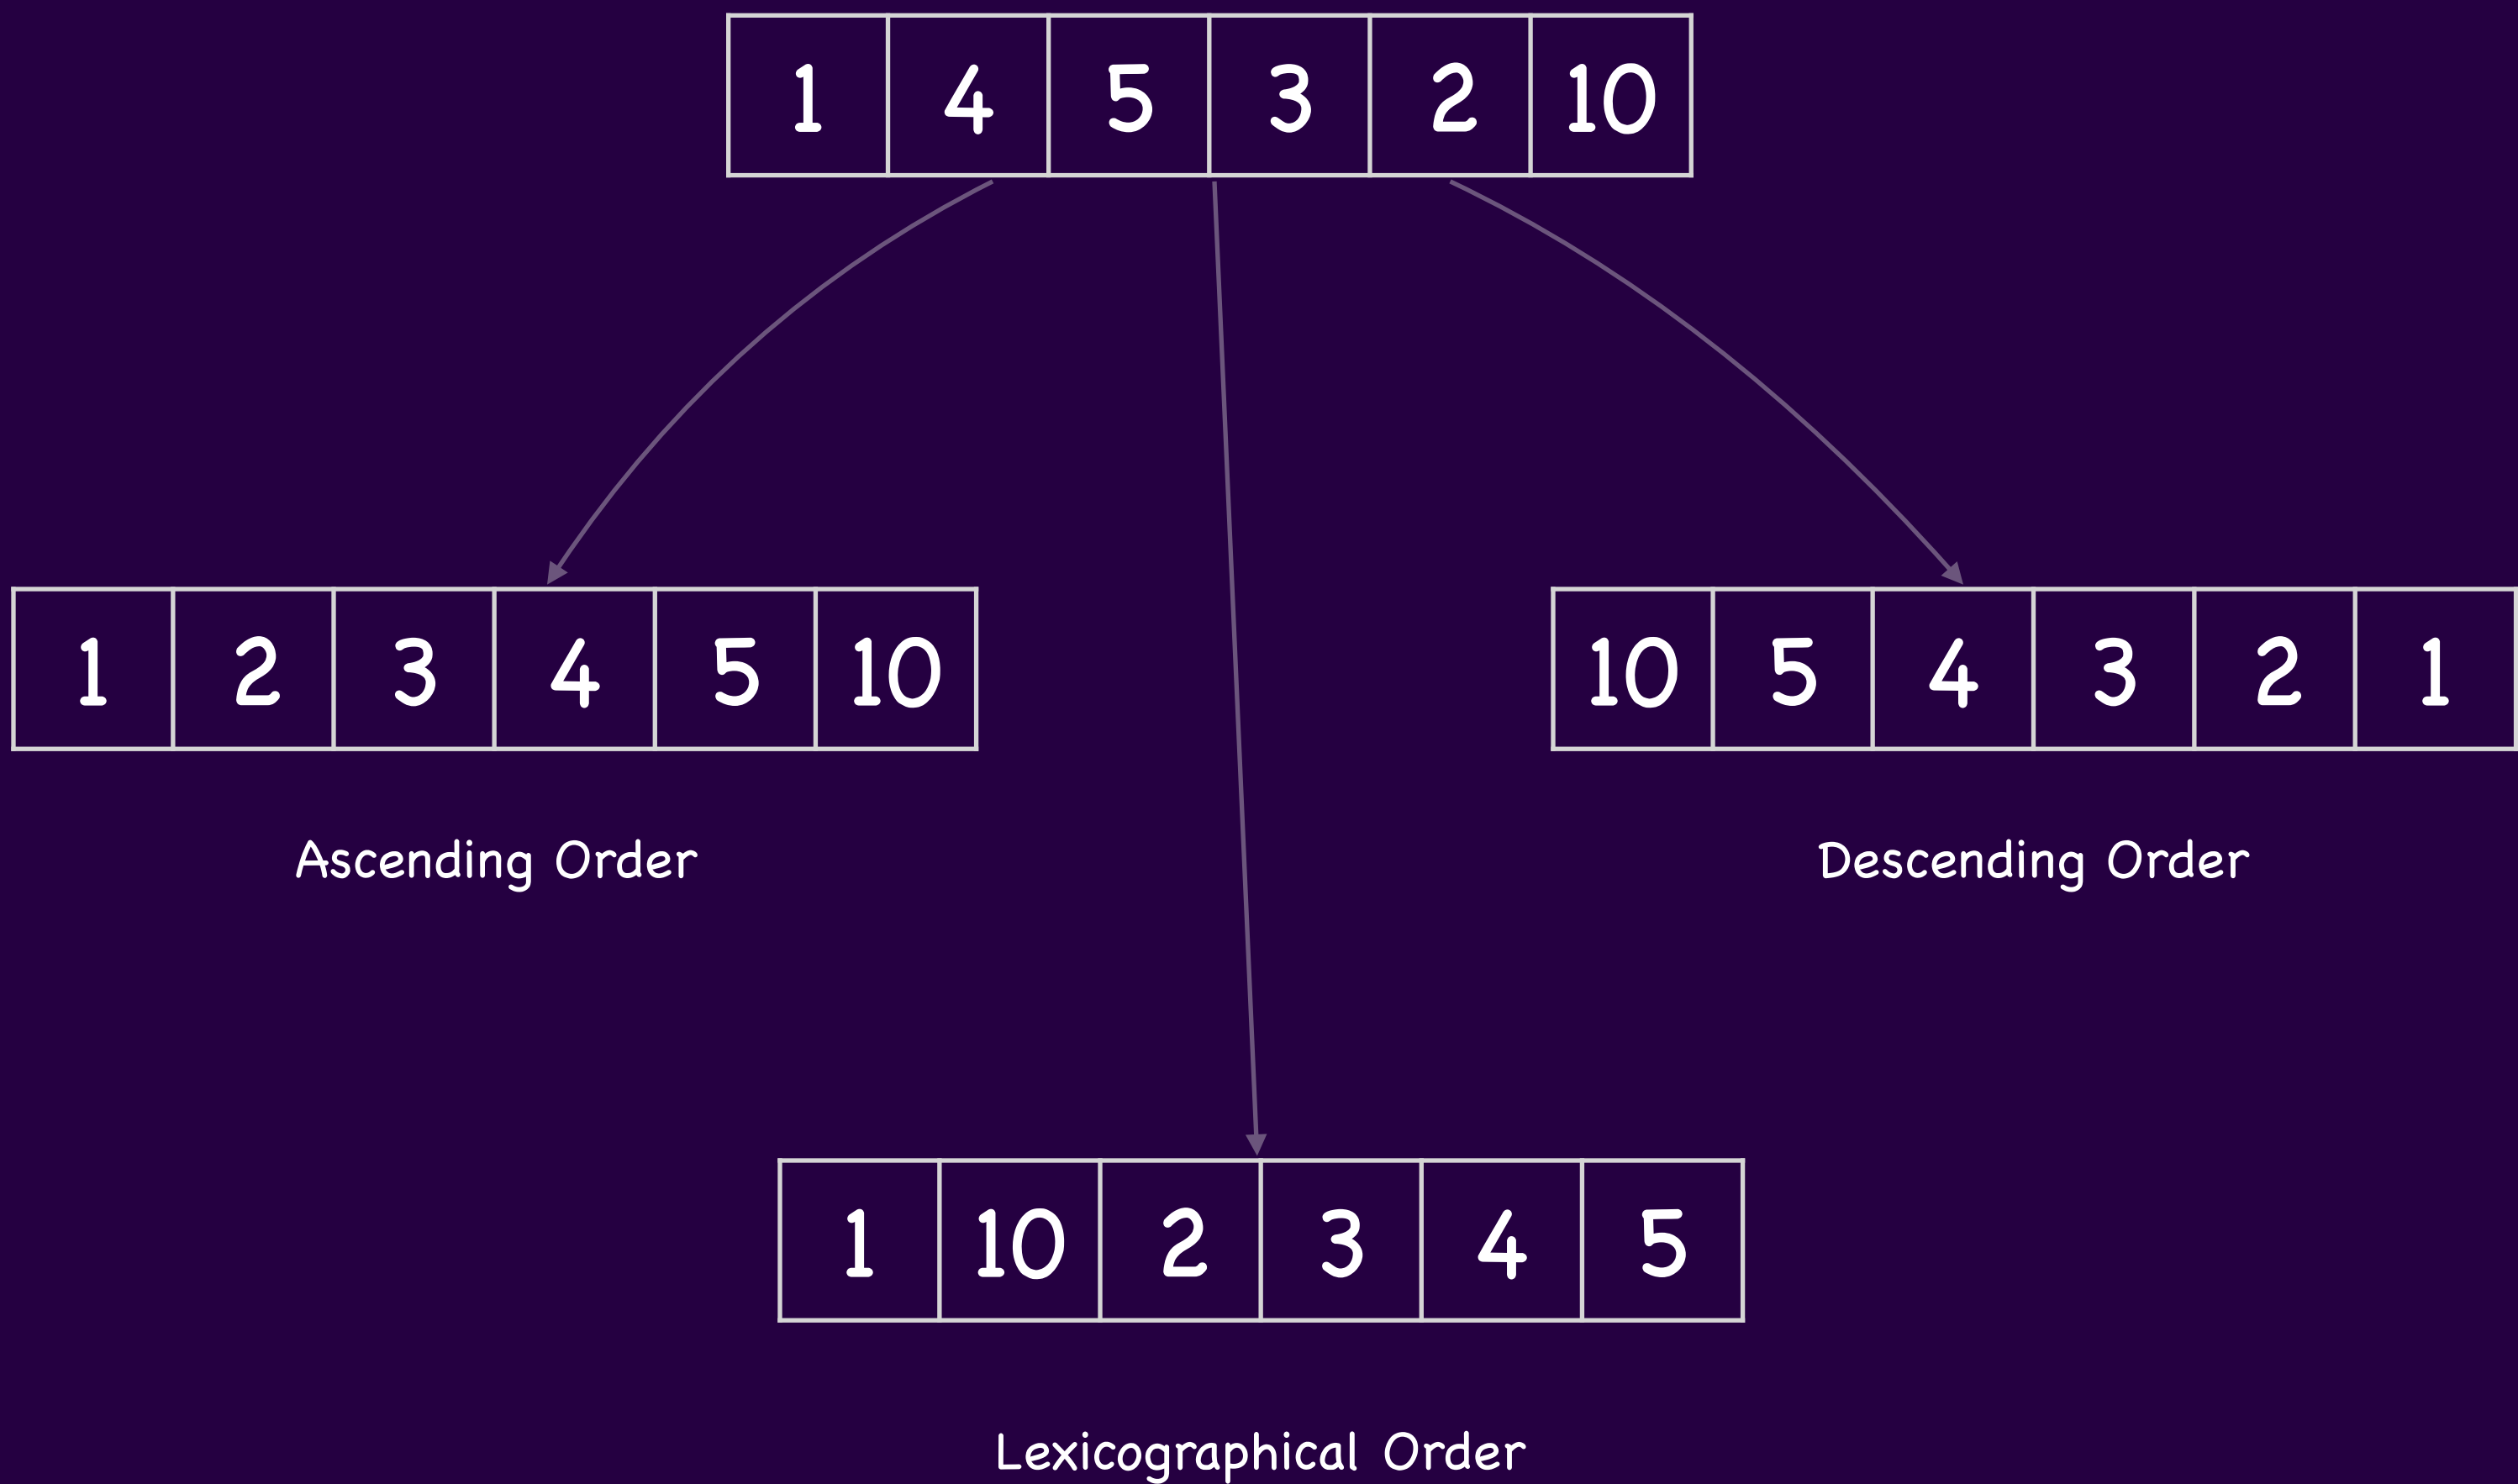 1 4 5 3 2 10
1 2 3 4 5 10
10 5 4 3 2 1
Ascending Order
Descending Order
1 10 2 3 4 5
Lexicographical Order